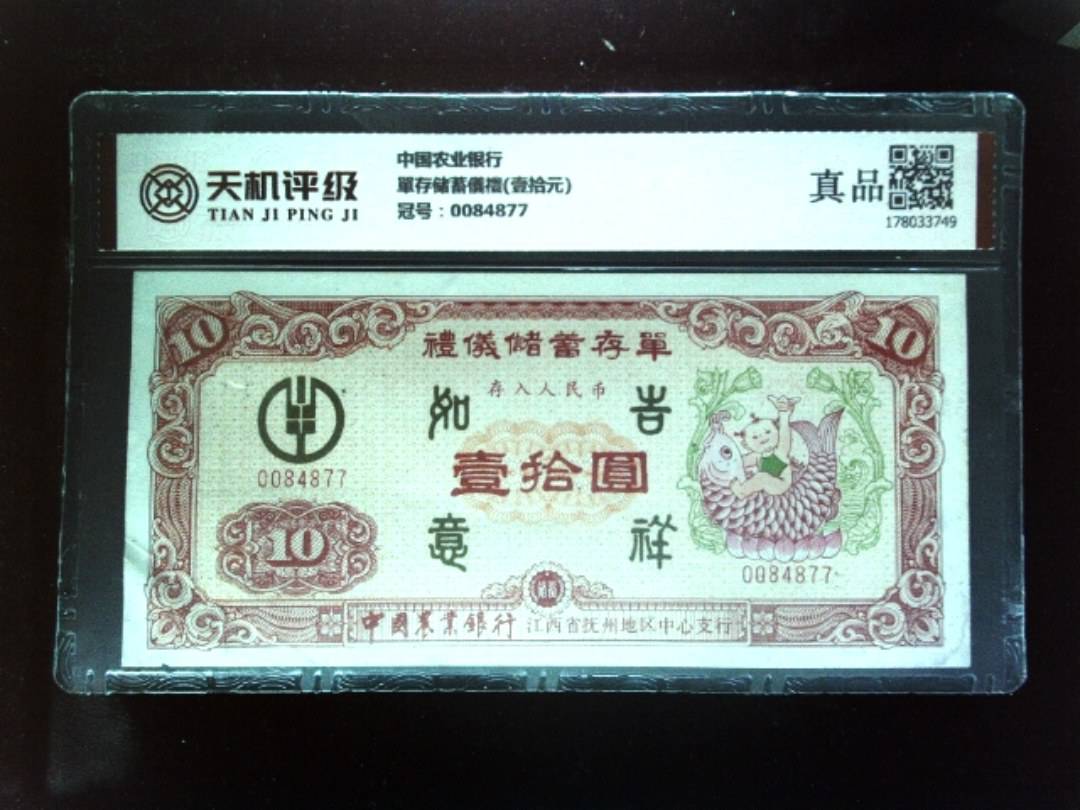 天机评级
TIAN JI PING JI
中国农业银行
單存储蓄儀禮(壹拾元)
冠号：0084877
真品
178033749
10
10
禮儀儲蓄存單
存入人民币
如
吉
0084877
壹拾圓
10
意
祥
0084877
中國農業銀行 江西省抚州地区中心支行